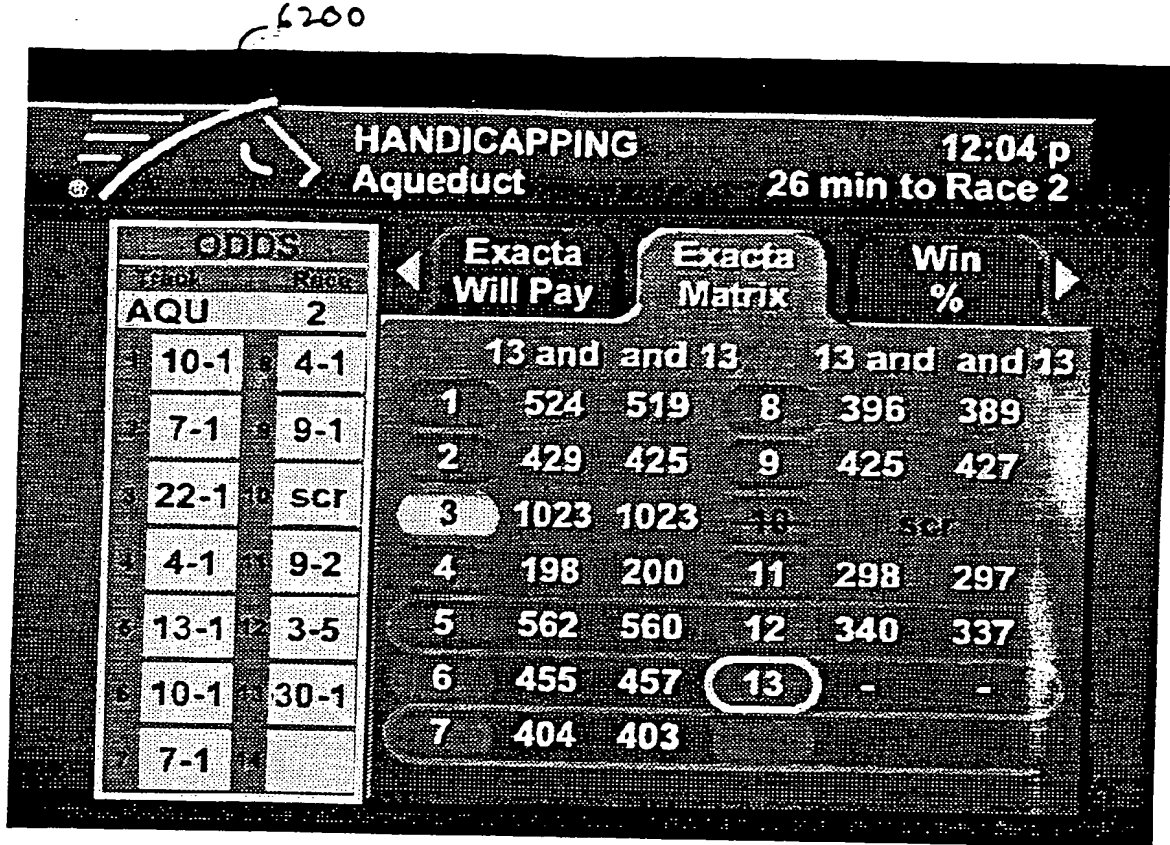 6200
HANDICAPPING
Aqueduct
12:04 p
26 min to Race 2
ODDS
Track Race
AQU 2
1 10-1 8 4-1
2 7-1 9 9-1
3 22-1 10 scr
4 4-1 11 9-2
5 13-1 12 3-5
6 10-1 13 30-1
7 7-1 14
Exacta
Will Pay
Exacta
Matrix
Win
%
13 and and 13 13 and and 13
1 524 519 8 396 389
2 429 425 9 425 427
3 1023 1023 10 scr
4 198 200 11 298 297
5 562 560 12 340 337
6 455 457 13 - -
7 404 403
®